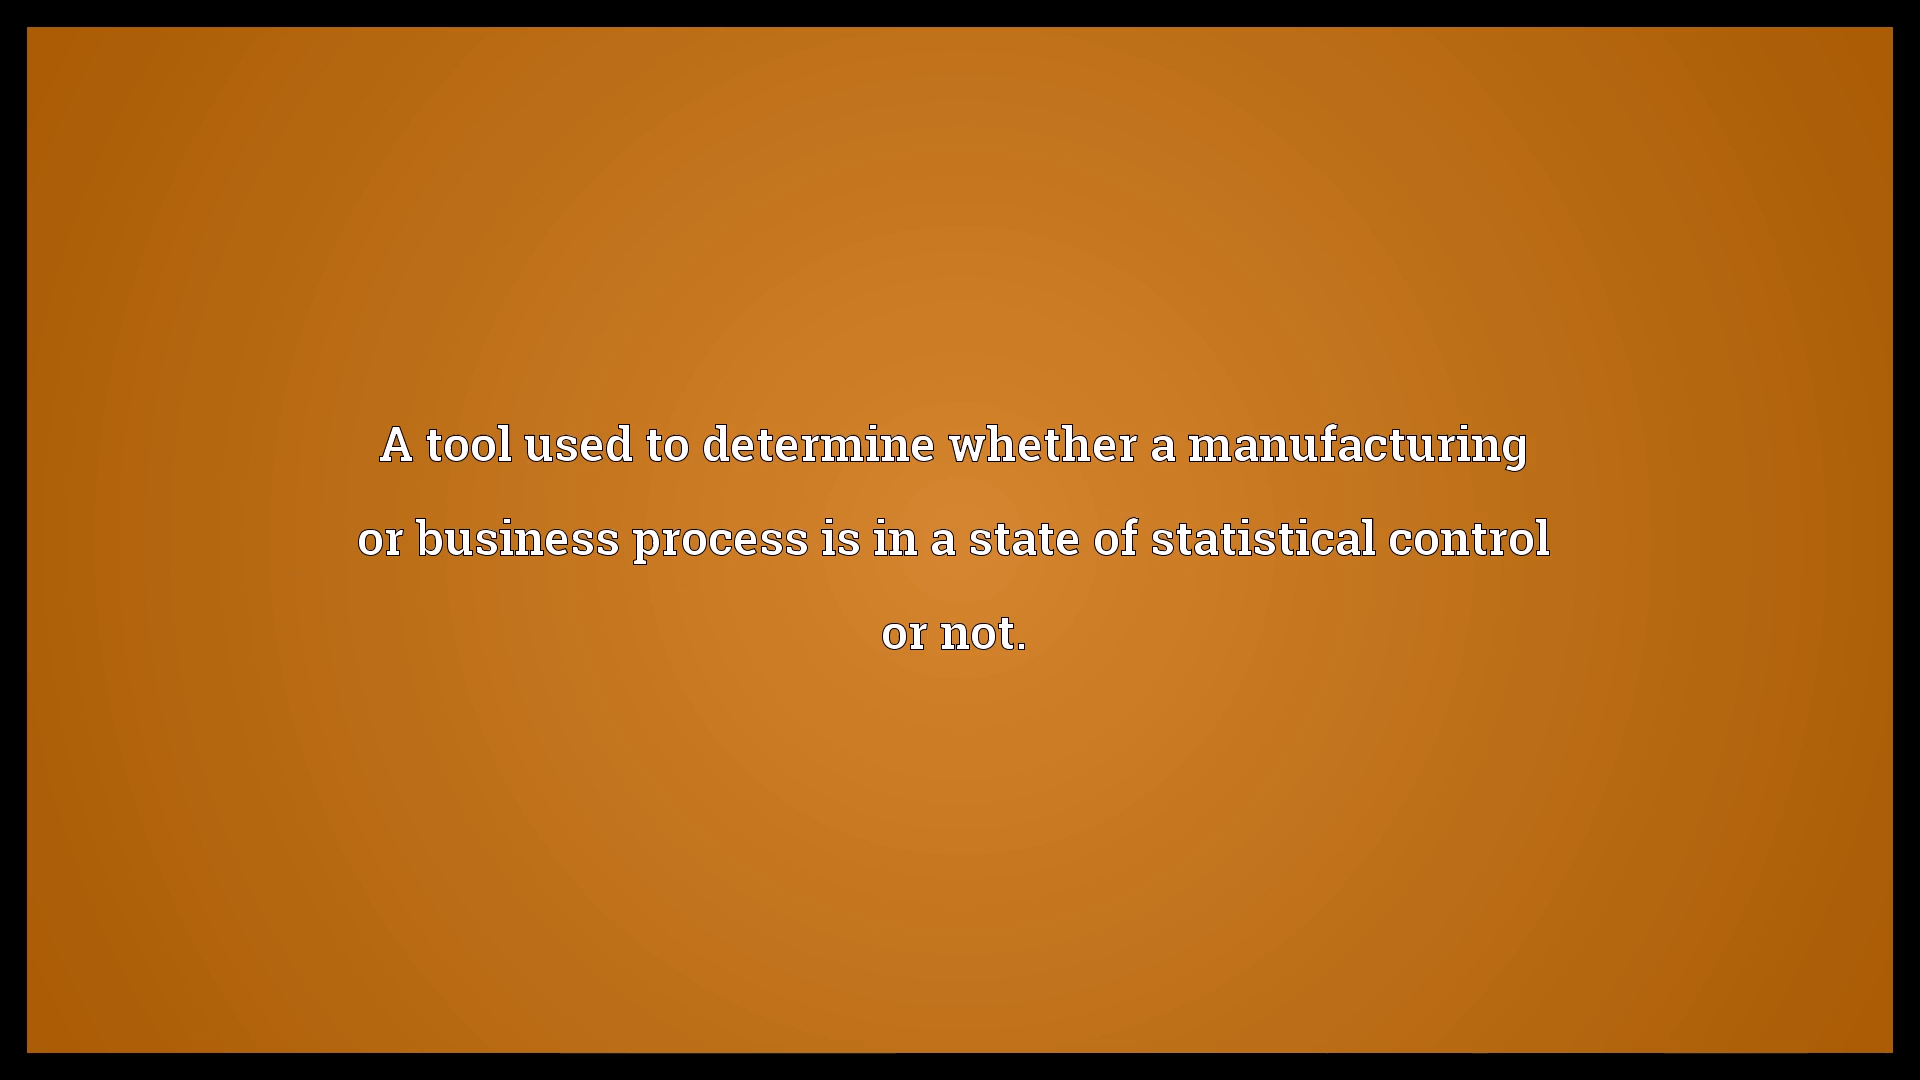 A tool used to determine whether a manufacturing
or business process is in a state of statistical control
or not.